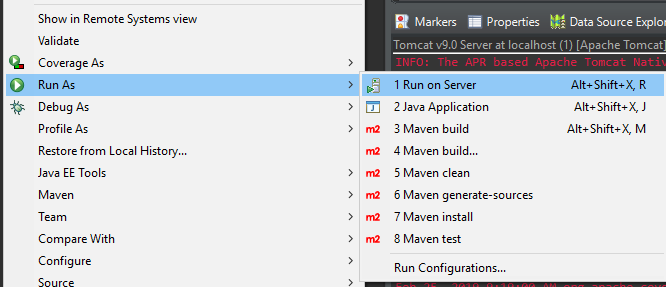 Show in Remote Systems view
Validate
Coverage As
Run As
Debug As
Profile As
Restore from Local History...
Java EE Tools
Maven
Team
Compare With
Configure
Source
Markers Properties Data Source Explor
Tomcat v9.0 Server at localhost (1) [Apache Tomcat]
INFO: The APR based Apache Tomcat Nativ
1 Run on Server Alt+Shift+X, R
2 Java Application Alt+Shift+X, J
m2 3 Maven build Alt+Shift+X, M
m2 4 Maven build...
m2 5 Maven clean
m2 6 Maven generate-sources
m2 7 Maven install
m2 8 Maven test
Run Configurations...